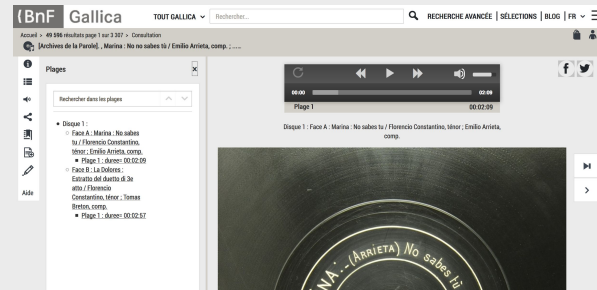 {BnF Gallica
TOUT GALLICA
Rechercher...
RECHERCHE AVANCÉE | SÉLECTIONS | BLOG | FR
Accueil > 49 596 résultats page 1 sur 3 307 > Consultation
[Archives de la Parole]. , Marina : No no sabes tù / Emilio Arrieta, comp. ; .....
Plages
x
Rechercher dans les plages
Disque 1 :
Face A : Marina : No sabes
tu / Florencio Constantino,
ténor ; Emilio Arrieta, comp.
Plage 1 : duree= 00:02:09
Face B : La Dolores :
Estratto del duetto di 3e
atto / Florencio
Constantino, ténor ; Tomas
Breton, comp.
Plage 1 : duree= 00:02:57
Aide
00:00
02:09
Plage 1
00:02:09
Disque 1 : Face A : Marina : No sabes tu / Florencio Constantino, ténor ; Emilio Arrieta,
comp.
f
NA:-(ARRIETA) No sabes tù